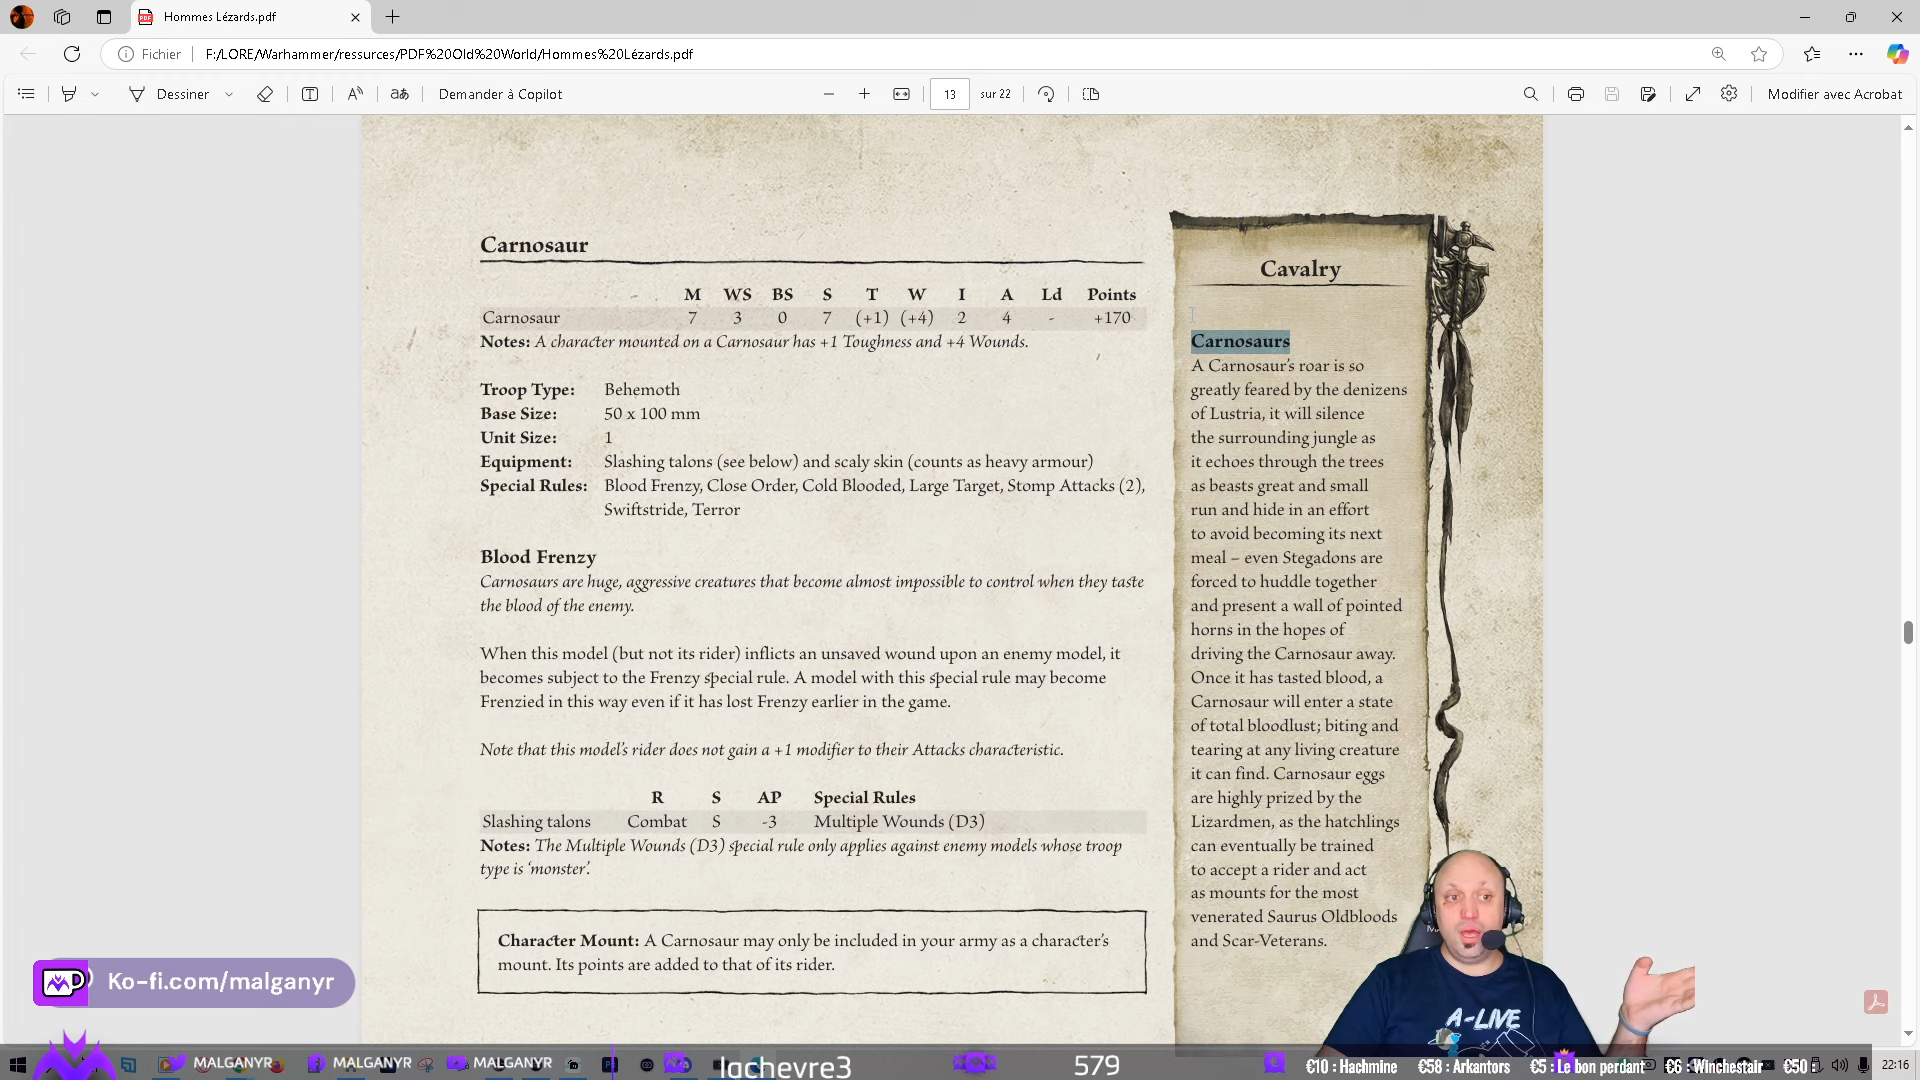 Hommes Lézards.pdf
Fichier
F:/LORE/Warhammer/ressources/PDF%20Old%20World/Hommes%20Lézards.pdf
Dessiner
Demander à Copilot
13
sur 22
Modifier avec Acrobat
Carnosaur
M WS BS S T W I A Ld Points
Carnosaur 7 3 0 7 (+1) (+4) 2 4 - +170
Notes: A character mounted on a Carnosaur has +1 Toughness and +4 Wounds.
Troop Type: Behemoth
Base Size: 50 x 100 mm
Unit Size: 1
Equipment: Slashing talons (see below) and scaly skin (counts as heavy armour)
Special Rules: Blood Frenzy, Close Order, Cold Blooded, Large Target, Stomp Attacks (2),
Swiftstride, Terror
Blood Frenzy
Carnosaurs are huge, aggressive creatures that become almost impossible to control when they taste
the blood of the enemy.
When this model (but not its rider) inflicts an unsaved wound upon an enemy model, it
becomes subject to the Frenzy special rule. A model with this special rule may become
Frenzied in this way even if it has lost Frenzy earlier in the game.
Note that this model's rider does not gain a +1 modifier to their Attacks characteristic.
R S AP Special Rules
Slashing talons Combat S -3 Multiple Wounds (D3)
Notes: The Multiple Wounds (D3) special rule only applies against enemy models whose troop
type is 'monster'.
Character Mount: A Carnosaur may only be included in your army as a character's
mount. Its points are added to that of its rider.
Cavalry
Carnosaurs
A Carnosaur's roar is so
greatly feared by the denizens
of Lustria, it will silence
the surrounding jungle as
it echoes through the trees
as beasts great and small
run and hide in an effort
to avoid becoming its next
meal – even Stegadons are
forced to huddle together
and present a wall of pointed
horns in the hopes of
driving the Carnosaur away.
Once it has tasted blood, a
Carnosaur will enter a state
of total bloodlust; biting and
tearing at any living creature
it can find. Carnosaur eggs
are highly prized by the
Lizardmen, as the hatchlings
can eventually be trained
to accept a rider and act
as mounts for the most
venerated Saurus Oldbloods
and Scar-Veterans.
A-LIVE
Ko-fi.com/malganyr
MALGANYR
MALGANYR
MALGANYR
lachevre3
579
€10 : Hachmine
€58 : Arkantors
€5 : Le bon perdant
€6 : Winchestair
€50 :
22:16